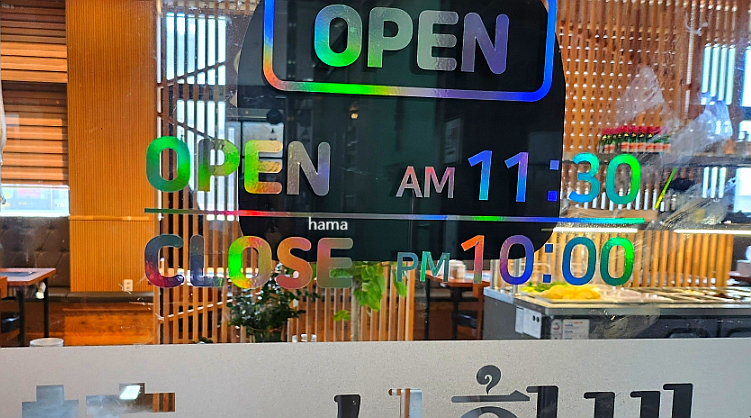 OPEN
OPEN AM 11:30
hama
CLOSE PM 10:00